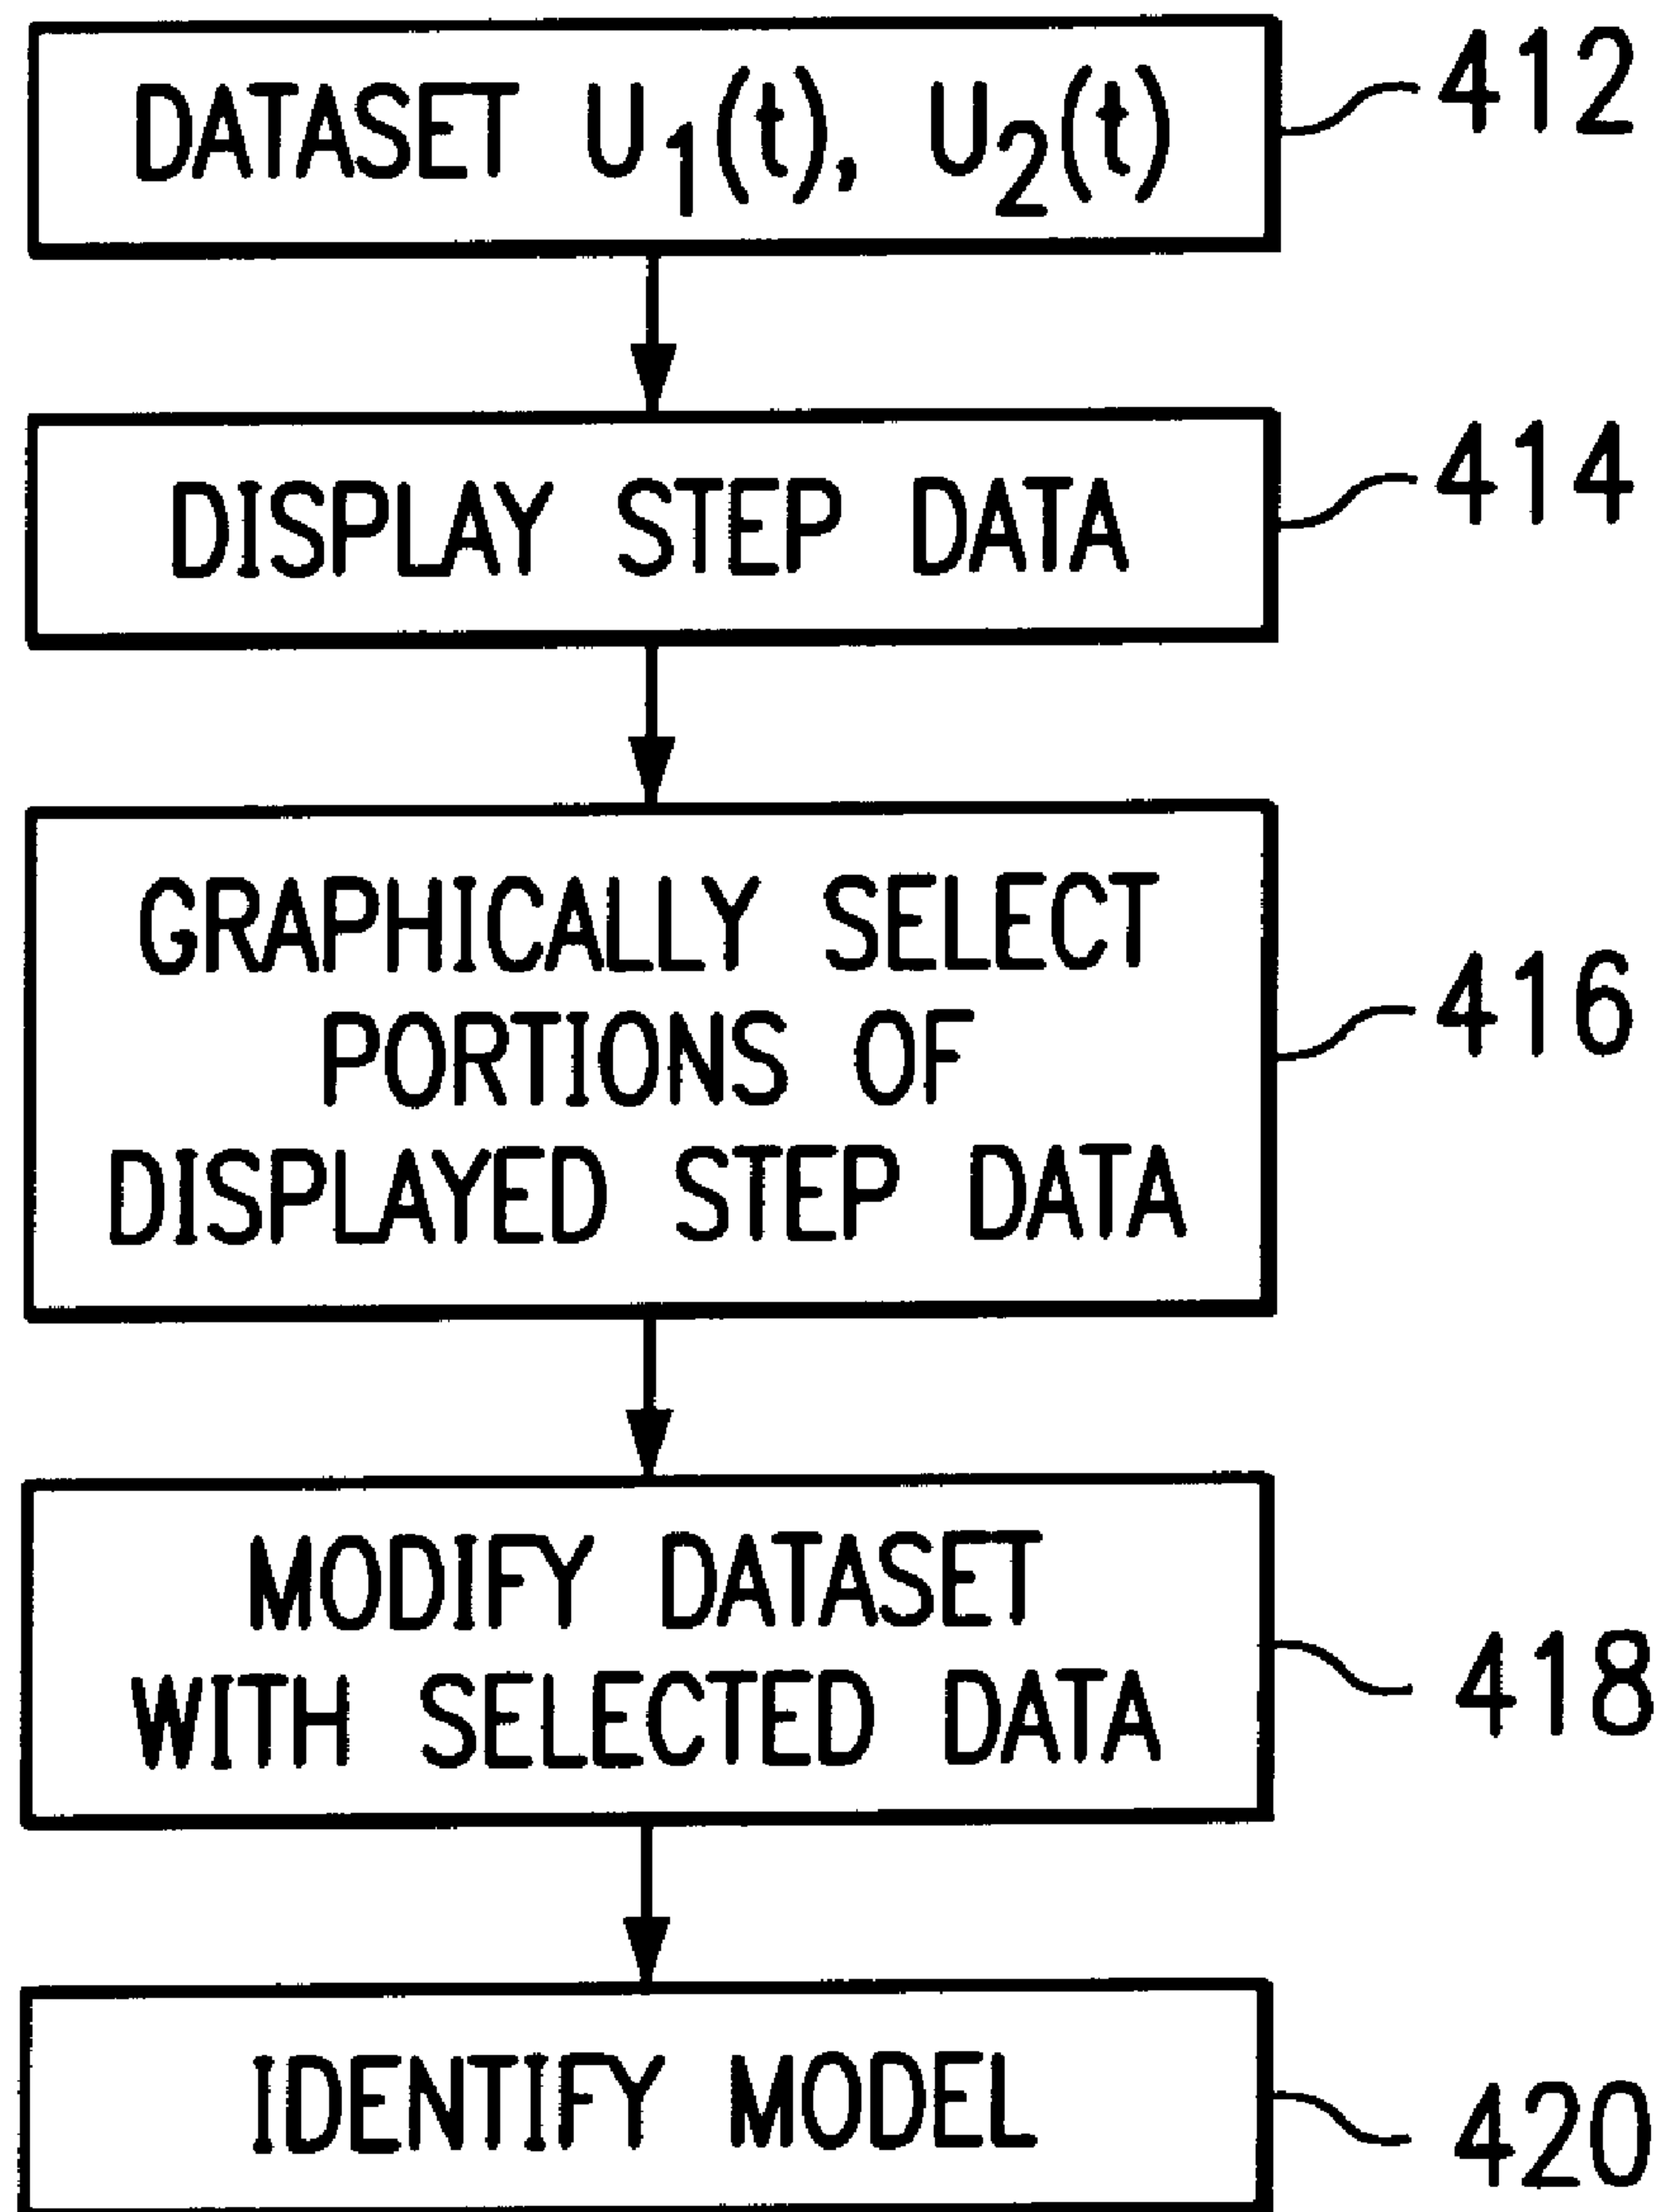 DATASET U1(t), U2(t)
412
DISPLAY STEP DATA
414
GRAPHICALLY SELECT
PORTIONS OF
DISPLAYED STEP DATA
416
MODIFY DATASET
WITH SELECTED DATA
418
IDENTIFY MODEL
420